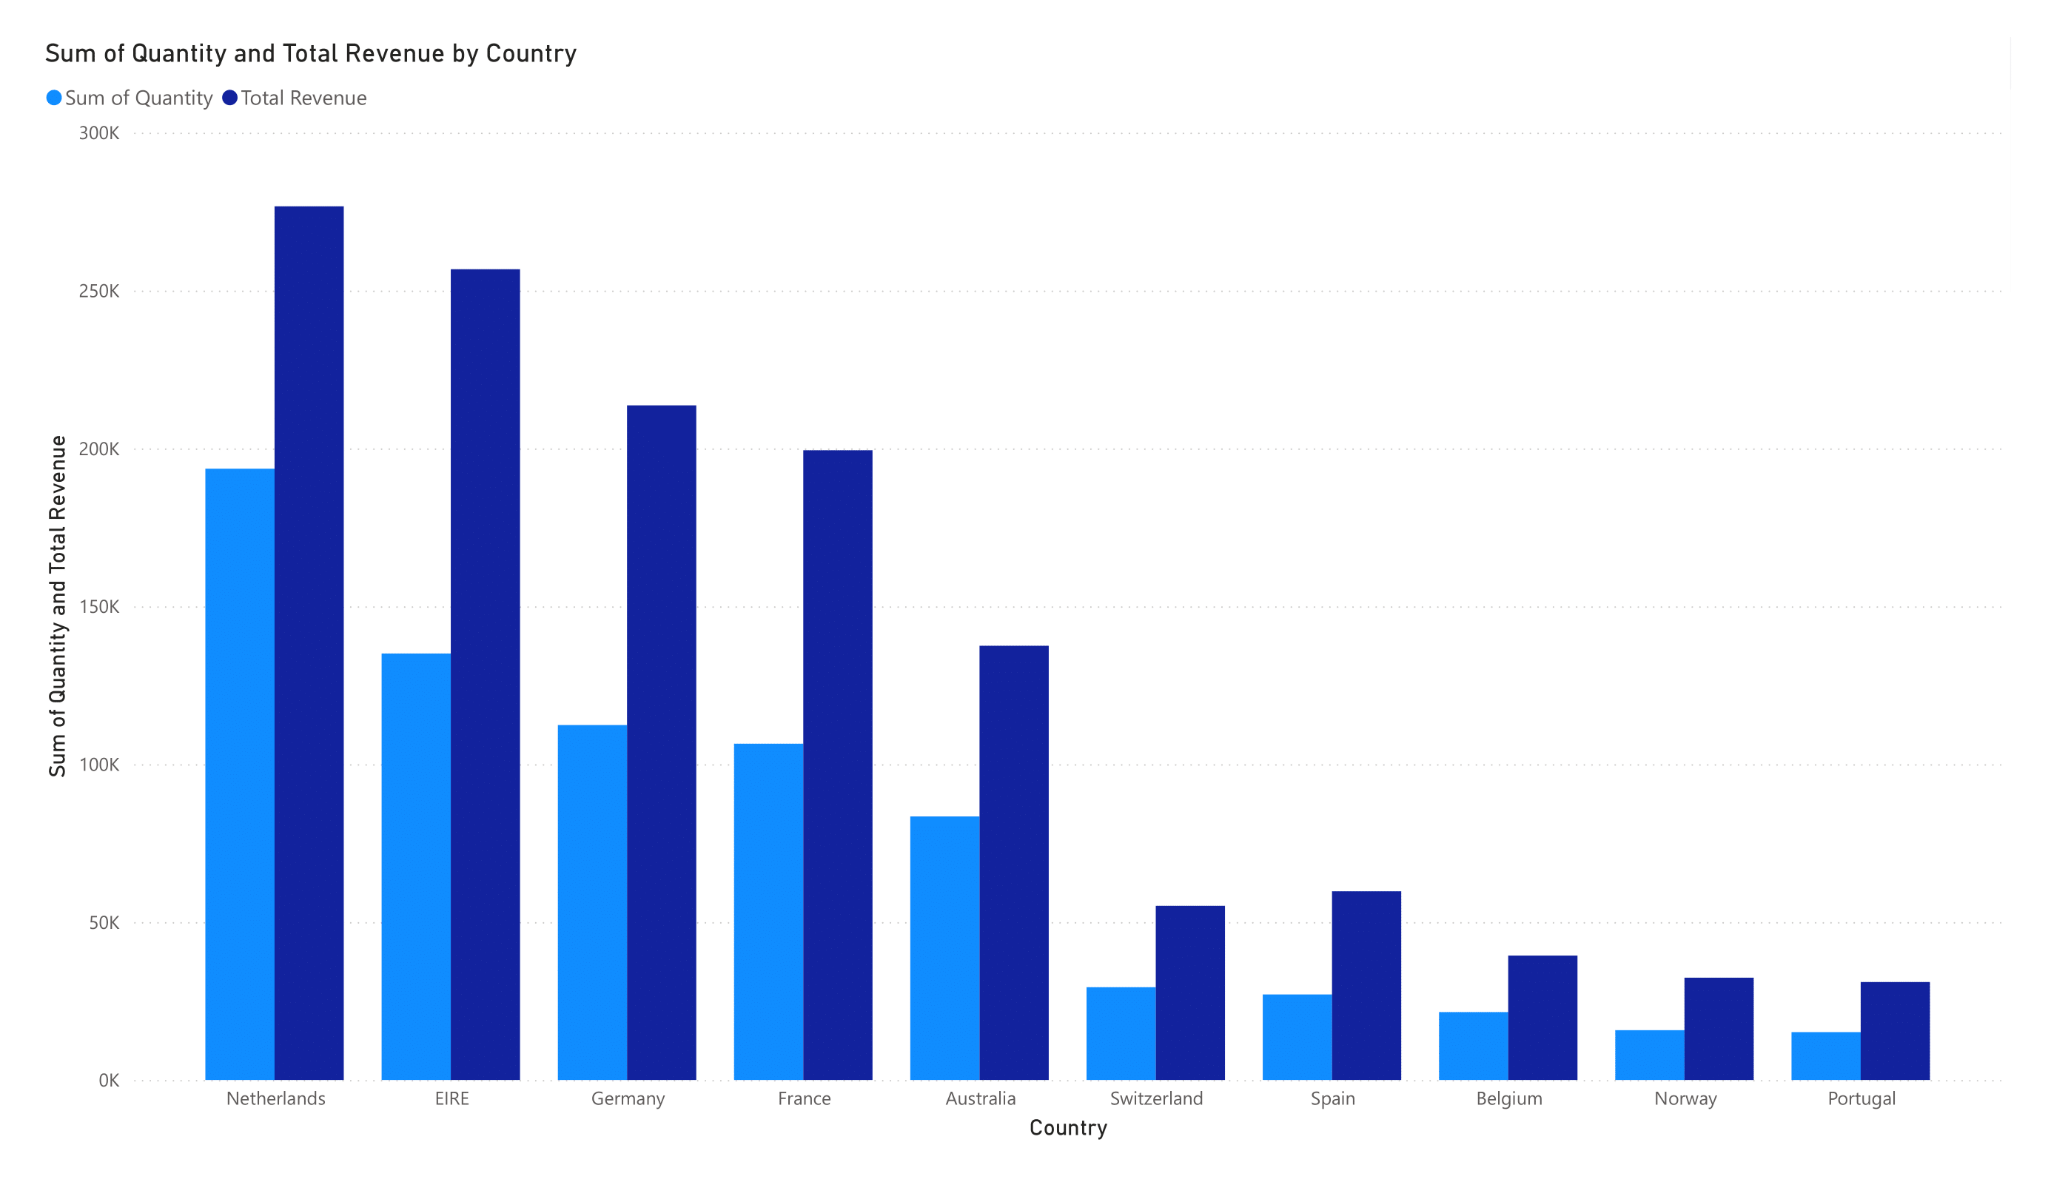 Sum of Quantity and Total Revenue by Country
Sum of Quantity Total Revenue
300K
250K
200K
150K
100K
50K
0K
Sum of Quantity and Total Revenue
Netherlands EIRE Germany France Australia Switzerland Spain Belgium Norway Portugal
Country